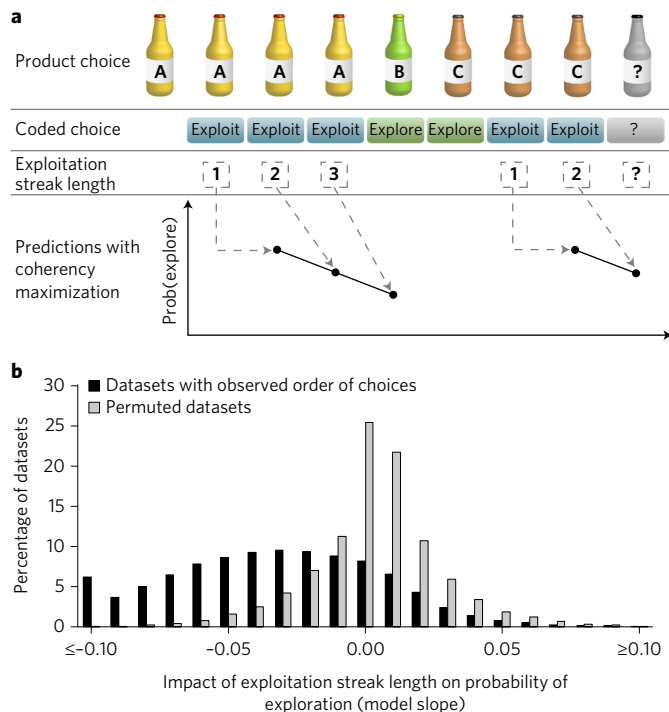 a
Product choice
A A A A B C C C ?
Coded choice
Exploit Exploit Exploit Explore Explore Exploit Exploit ?
Exploitation
streak length
1 2 3 1 2 ?
Predictions with
coherency
maximization
Prob(explore)
b
Datasets with observed order of choices
Permuted datasets
Percentage of datasets
30
25
20
15
10
5
0
≤−0.10 −0.05 0.00 0.05 ≥0.10
Impact of exploitation streak length on probability of
exploration (model slope)